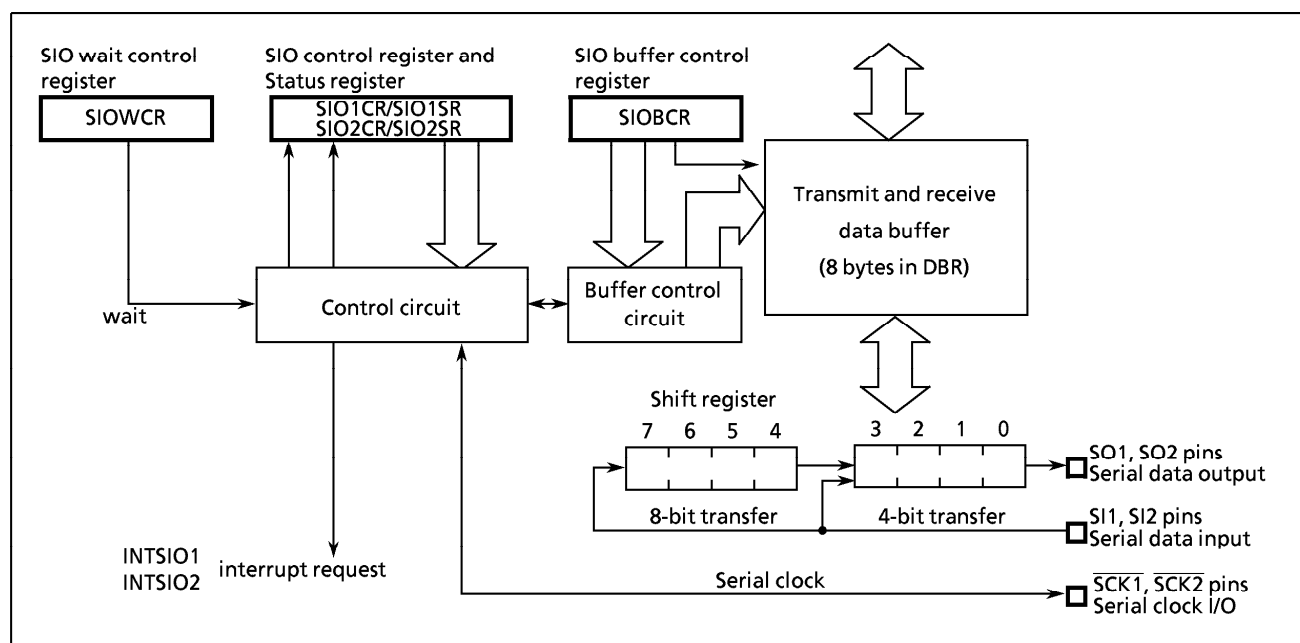 SIO wait control
register
SIOWCR
SIO control register and
Status register
SIO1CR/SIO1SR
SIO2CR/SIO2SR
SIO buffer control
register
SIOBCR
Transmit and receive
data buffer
(8 bytes in DBR)
wait
Control circuit
Buffer control
circuit
Shift register
7 6 5 4
3 2 1 0
SO1, SO2 pins
Serial data output
8-bit transfer
4-bit transfer
SI1, SI2 pins
Serial data input
INTSIO1
INTSIO2
interrupt request
Serial clock
S̅C̅K̅1̅, S̅C̅K̅2̅ pins
Serial clock I/O